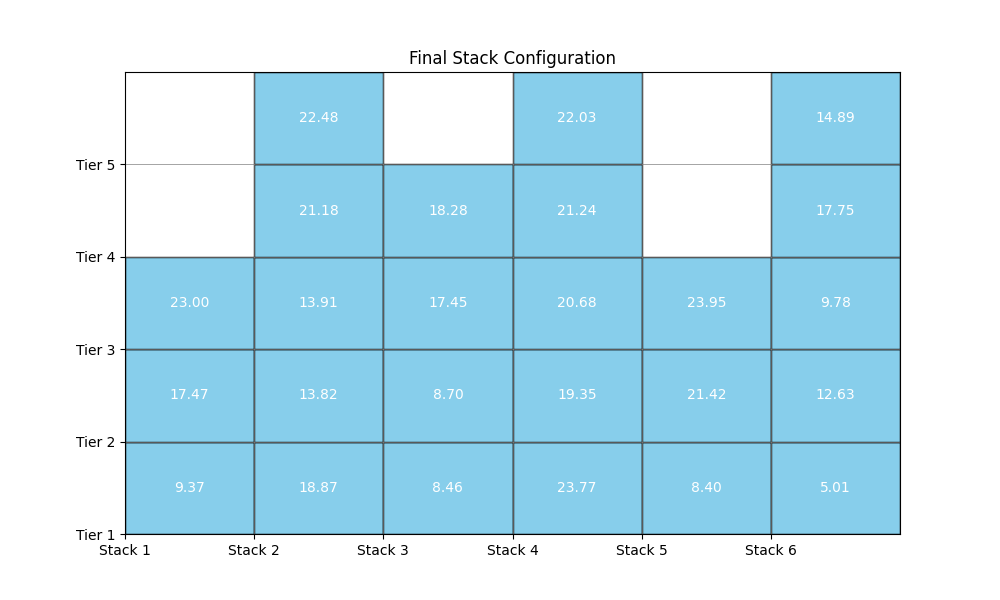 Final Stack Configuration
22.48 22.03 14.89
Tier 5
21.18 18.28 21.24 17.75
Tier 4
23.00 13.91 17.45 20.68 23.95 9.78
Tier 3
17.47 13.82 8.70 19.35 21.42 12.63
Tier 2
9.37 18.87 8.46 23.77 8.40 5.01
Tier 1
Stack 1 Stack 2 Stack 3 Stack 4 Stack 5 Stack 6